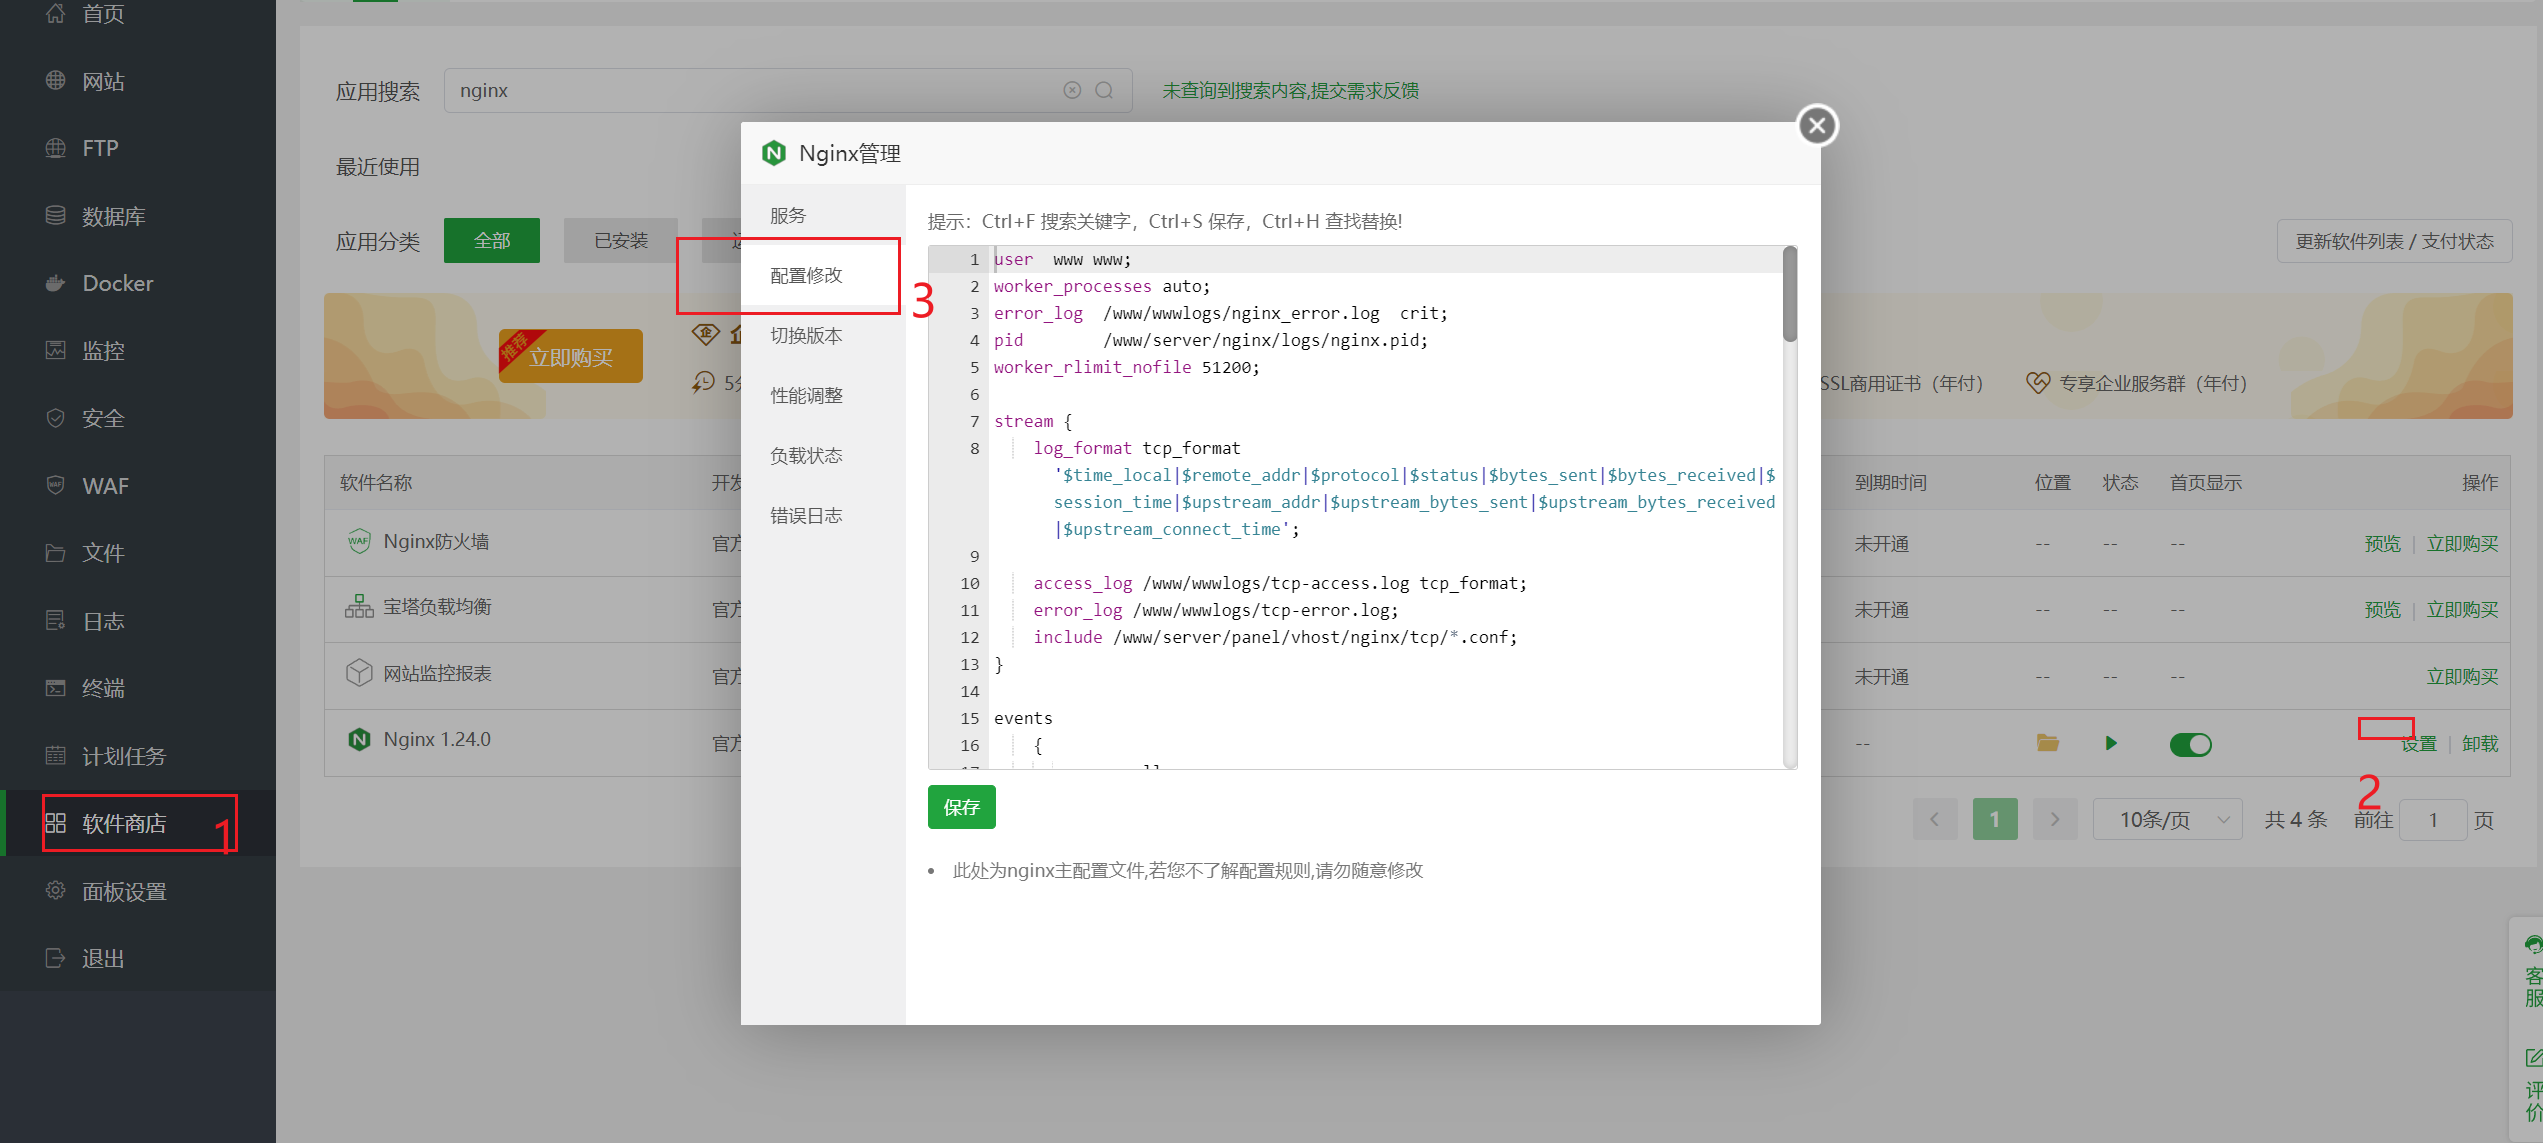 首页
网站
FTP
数据库
Docker
监控
安全
WAF
文件
日志
终端
计划任务
软件商店
1
面板设置
退出
应用搜索
nginx
未查询到搜索内容,提交需求反馈
最近使用
应用分类
全部
已安装
更新软件列表 / 支付状态
推荐
立即购买
企
5分
SSL商用证书（年付）
专享企业服务群（年付）
软件名称
开发
到期时间
位置
状态
首页显示
操作
WAF
Nginx防火墙
官方
未开通
--
--
--
预览 | 立即购买
宝塔负载均衡
官方
未开通
--
--
--
预览 | 立即购买
网站监控报表
官方
未开通
--
--
--
立即购买
Nginx 1.24.0
官方
--
设置 | 卸载
2
1
10条/页
共 4 条
前往
1
页
Nginx管理
服务
配置修改
3
切换版本
性能调整
负载状态
错误日志
提示：Ctrl+F 搜索关键字，Ctrl+S 保存，Ctrl+H 查找替换!
1 user  www www;
2 worker_processes auto;
3 error_log  /www/wwwlogs/nginx_error.log  crit;
4 pid        /www/server/nginx/logs/nginx.pid;
5 worker_rlimit_nofile 51200;
6
7 stream {
8     log_format tcp_format
'$time_local|$remote_addr|$protocol|$status|$bytes_sent|$bytes_received|$
session_time|$upstream_addr|$upstream_bytes_sent|$upstream_bytes_received
|$upstream_connect_time';
9
10     access_log /www/wwwlogs/tcp-access.log tcp_format;
11     error_log /www/wwwlogs/tcp-error.log;
12     include /www/server/panel/vhost/nginx/tcp/*.conf;
13 }
14
15 events
16     {
保存
此处为nginx主配置文件,若您不了解配置规则,请勿随意修改
客服
评价